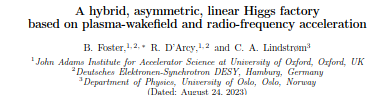 A hybrid, asymmetric, linear Higgs factory
based on plasma-wakefield and radio-frequency acceleration
B. Foster,1, 2, * R. D'Arcy,1, 2 and C. A. Lindstrøm3
1John Adams Institute for Accelerator Science at University of Oxford, Oxford, UK
2Deutsches Elektronen-Synchrotron DESY, Hamburg, Germany
3Department of Physics, University of Oslo, Oslo, Norway
(Dated: August 24, 2023)